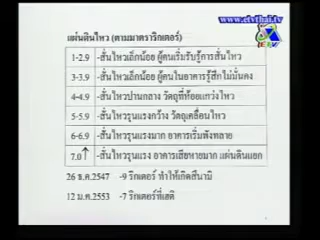 www.etvthai.tv
ETV
แผ่นดินไหว (ตามมาตราริกเตอร์)
1-2.9 -สั่นไหวเล็กน้อย ผู้คนเริ่มรับรู้การสั่นไหว
3-3.9 -สั่นไหวเล็กน้อย ผู้คนในอาคารรู้สึกไม่มั่นคง
4-4.9 -สั่นไหวปานกลาง วัตถุที่ห้อยแกว่งไหว
5-5.9 -สั่นไหวรุนแรงกว้าง วัตถุเคลื่อนไหว
6-6.9 -สั่นไหวรุนแรงมาก อาคารเริ่มพังทลาย
7.0↑ -สั่นไหวรุนแรง อาคารเสียหายมาก แผ่นดินแยก
26 ธ.ค.2547 -9 ริกเตอร์ ทำให้เกิดสึนามิ
12 ม.ค.2553 -7 ริกเตอร์ที่เฮติ